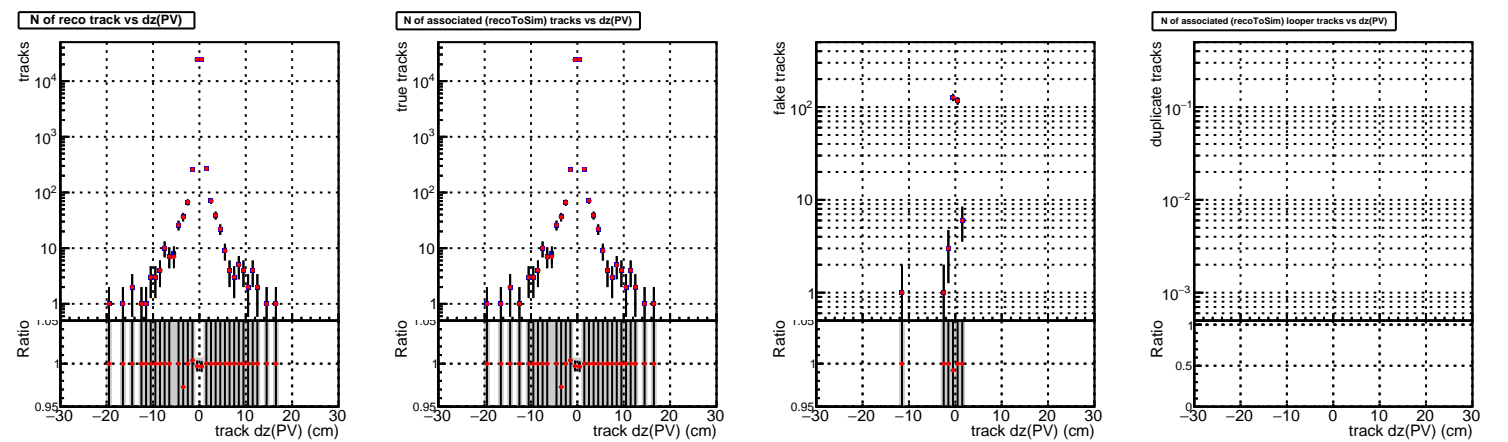 N of reco track vs dz(PV)
tracks
10⁴
10³
10²
10
1
1.05
Ratio
1
0.95
−30 −20 −10 0 10 20 30
track dz(PV) (cm)
N of associated (recoToSim) tracks vs dz(PV)
true tracks
10⁴
10³
10²
10
1
1.05
Ratio
1
0.95
−30 −20 −10 0 10 20 30
track dz(PV) (cm)
fake tracks
10²
10
1
1.05
Ratio
1
0.95
−30 −20 −10 0 10 20 30
track dz(PV) (cm)
N of associated (recoToSim) looper tracks vs dz(PV)
duplicate tracks
10⁻¹
10⁻²
10⁻³
Ratio
1
0.5
0
−30 −20 −10 0 10 20 30
track dz(PV) (cm)